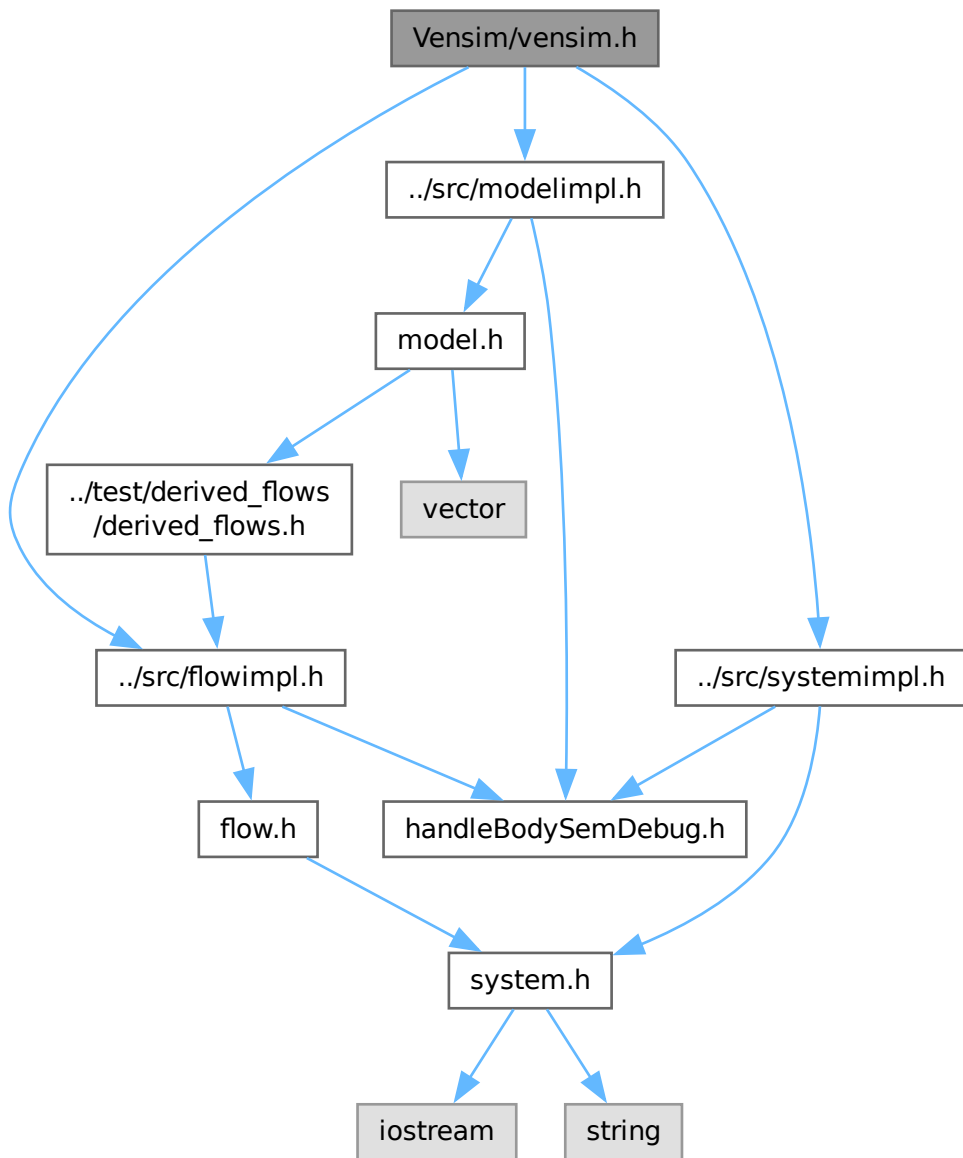 Vensim/vensim.h
../src/modelimpl.h
model.h
../test/derived_flows
/derived_flows.h
vector
../src/flowimpl.h
../src/systemimpl.h
flow.h
handleBodySemDebug.h
system.h
iostream
string